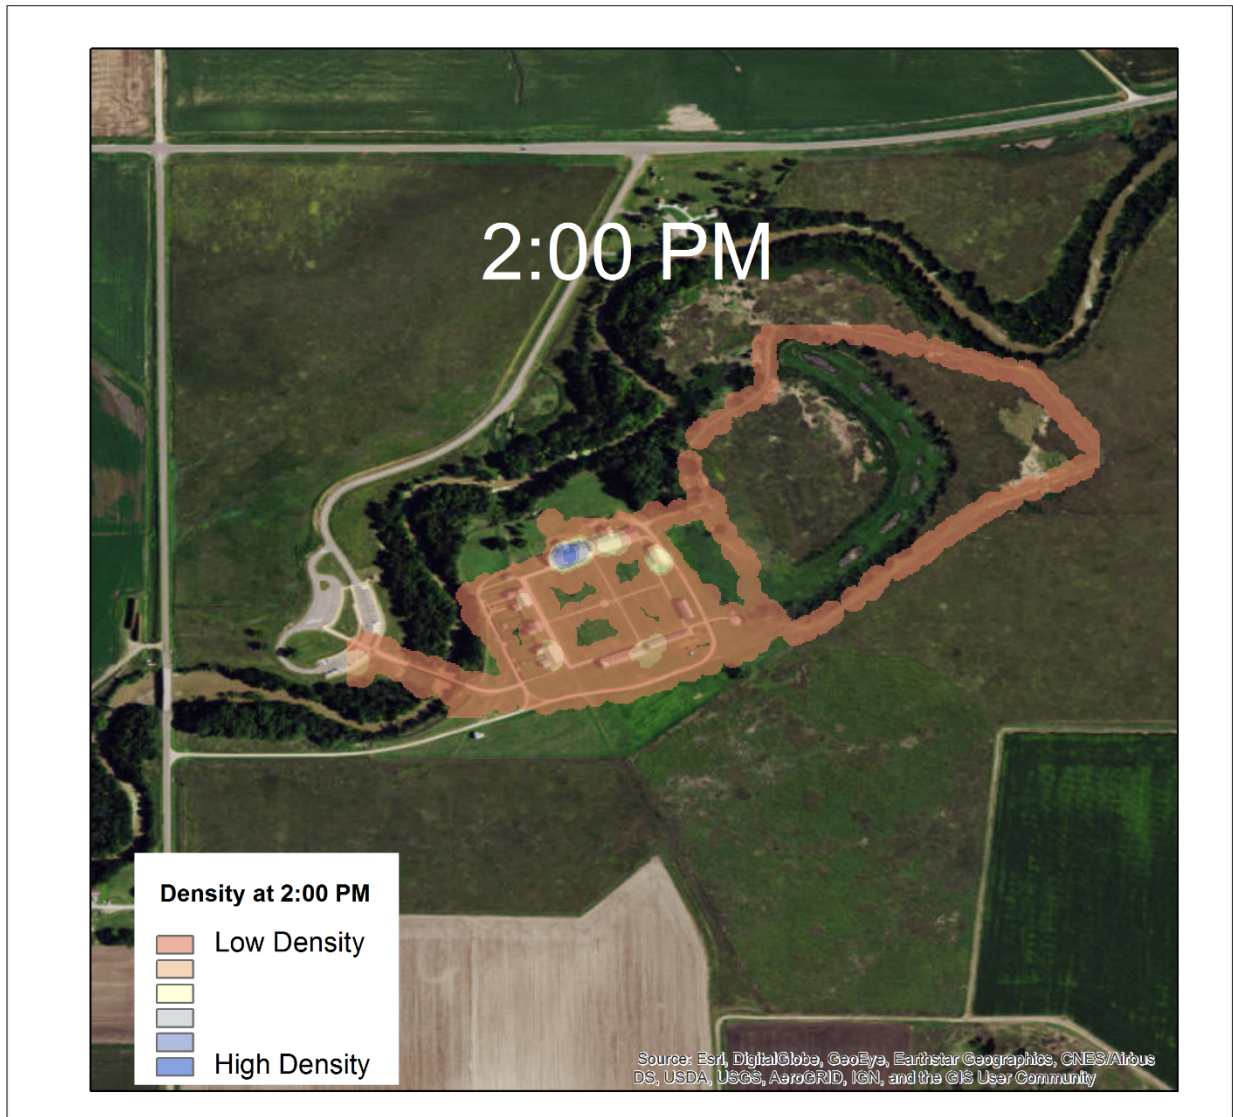 2:00 PM
Density at 2:00 PM
Low Density
High Density
Source: Esri, DigitalGlobe, GeoEye, Earthstar Geographics, CNES/Airbus
DS, USDA, USGS, AeroGRID, IGN, and the GIS User Community